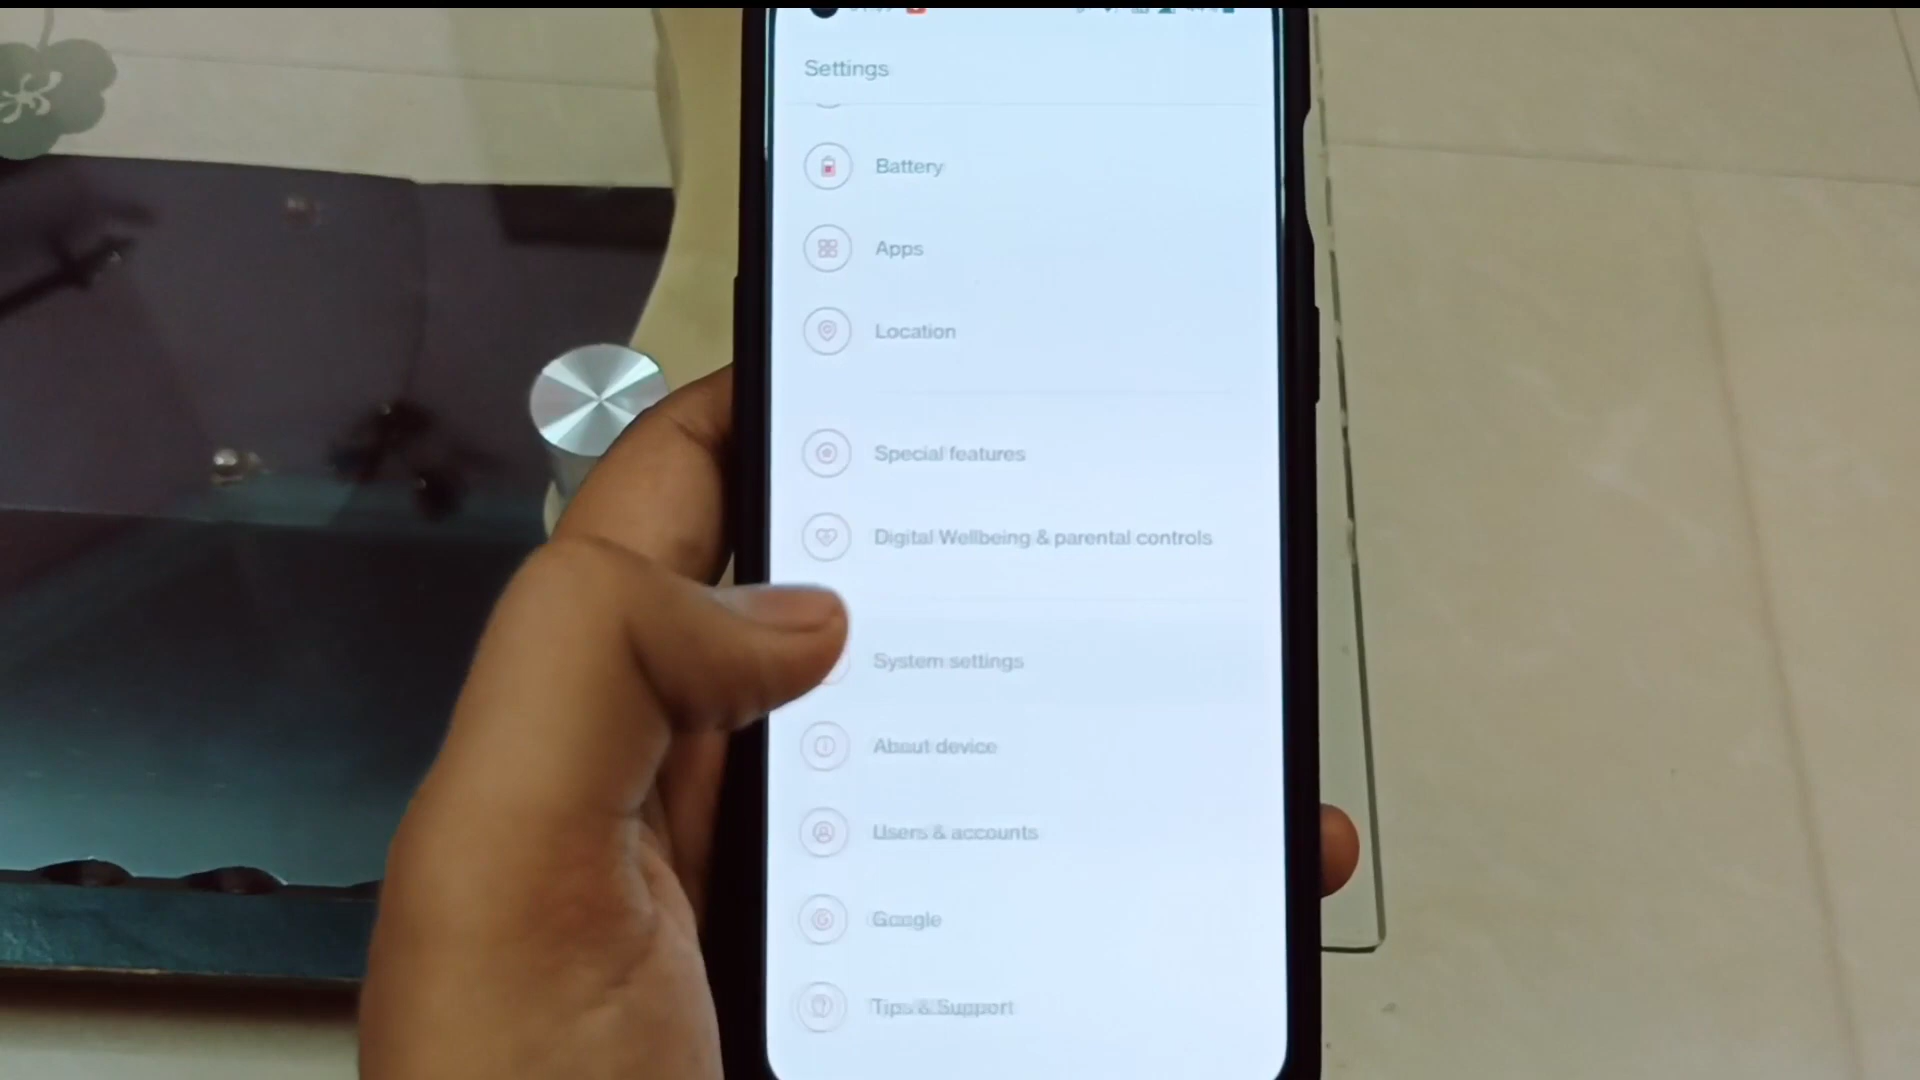 Settings
Battery
Apps
Location
Special features
Digital Wellbeing & parental controls
System settings
About device
Users & accounts
Google
Tips & Support